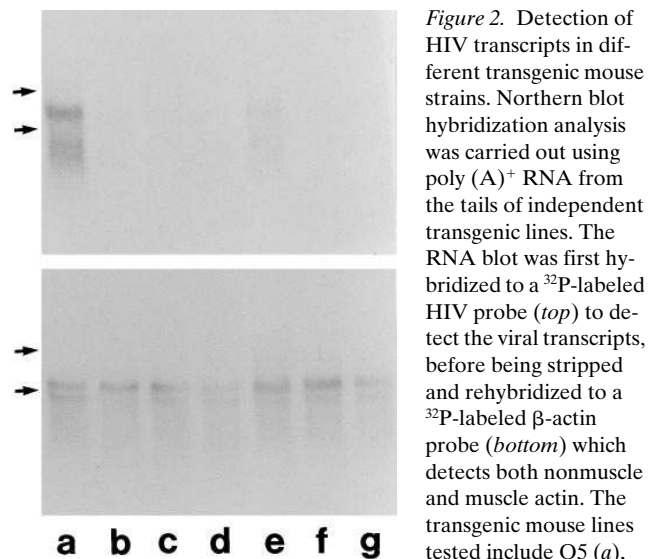 Figure 2. Detection of
HIV transcripts in dif-
ferent transgenic mouse
strains. Northern blot
hybridization analysis
was carried out using
poly (A)+ RNA from
the tails of independent
transgenic lines. The
RNA blot was first hy-
bridized to a 32P-labeled
HIV probe (top) to de-
tect the viral transcripts,
before being stripped
and rehybridized to a
32P-labeled β-actin
probe (bottom) which
detects both nonmuscle
and muscle actin. The
transgenic mouse lines
tested include O5 (a),
a b c d e f g